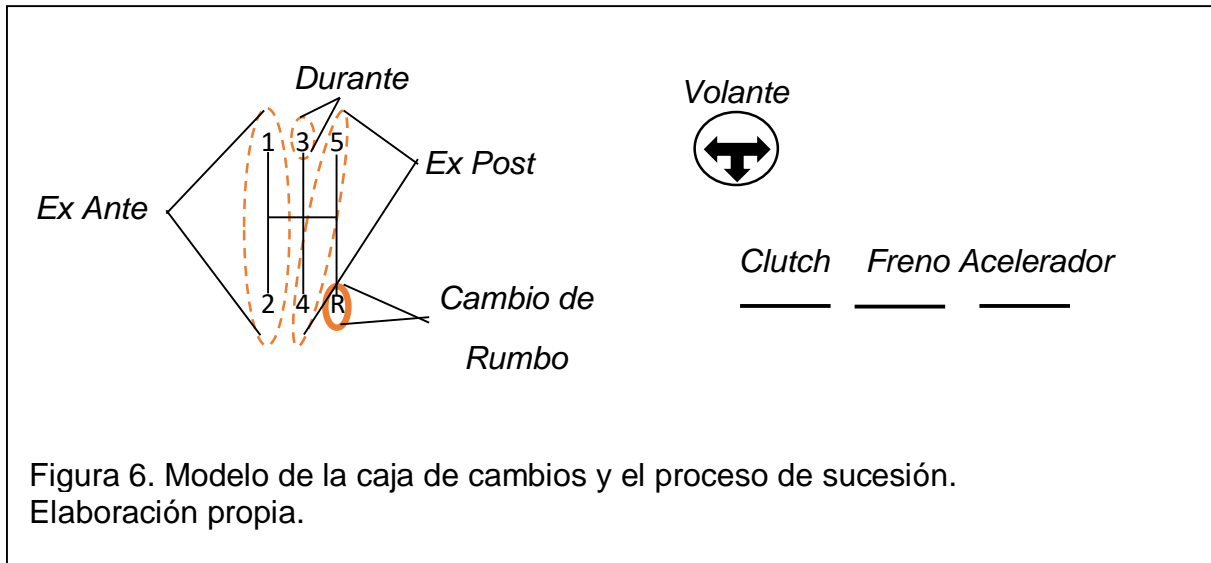 Durante
Volante
1 3 5
Ex Post
Ex Ante
Clutch Freno Acelerador
2 4 R
Cambio de
Rumbo
Figura 6. Modelo de la caja de cambios y el proceso de sucesión.
Elaboración propia.